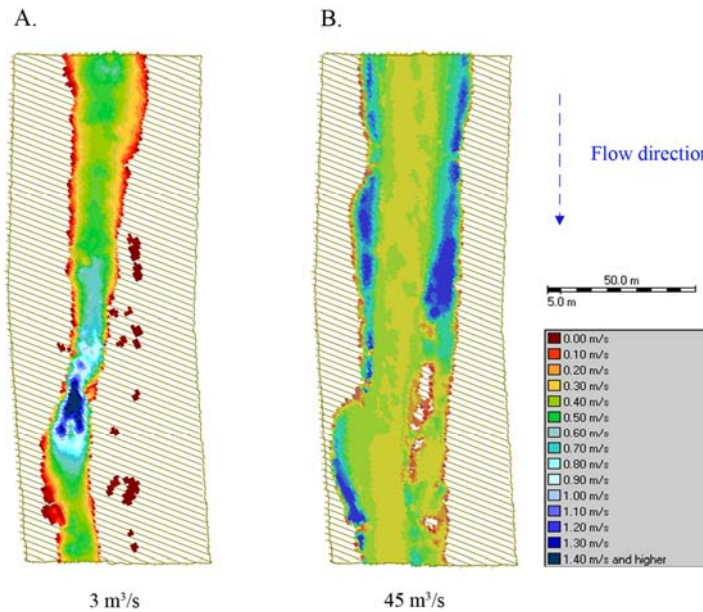 A.
B.
Flow direction
50.0 m
5.0 m
0.00 m/s
0.10 m/s
0.20 m/s
0.30 m/s
0.40 m/s
0.50 m/s
0.60 m/s
0.70 m/s
0.80 m/s
0.90 m/s
1.00 m/s
1.10 m/s
1.20 m/s
1.30 m/s
1.40 m/s and higher
3 m³/s
45 m³/s